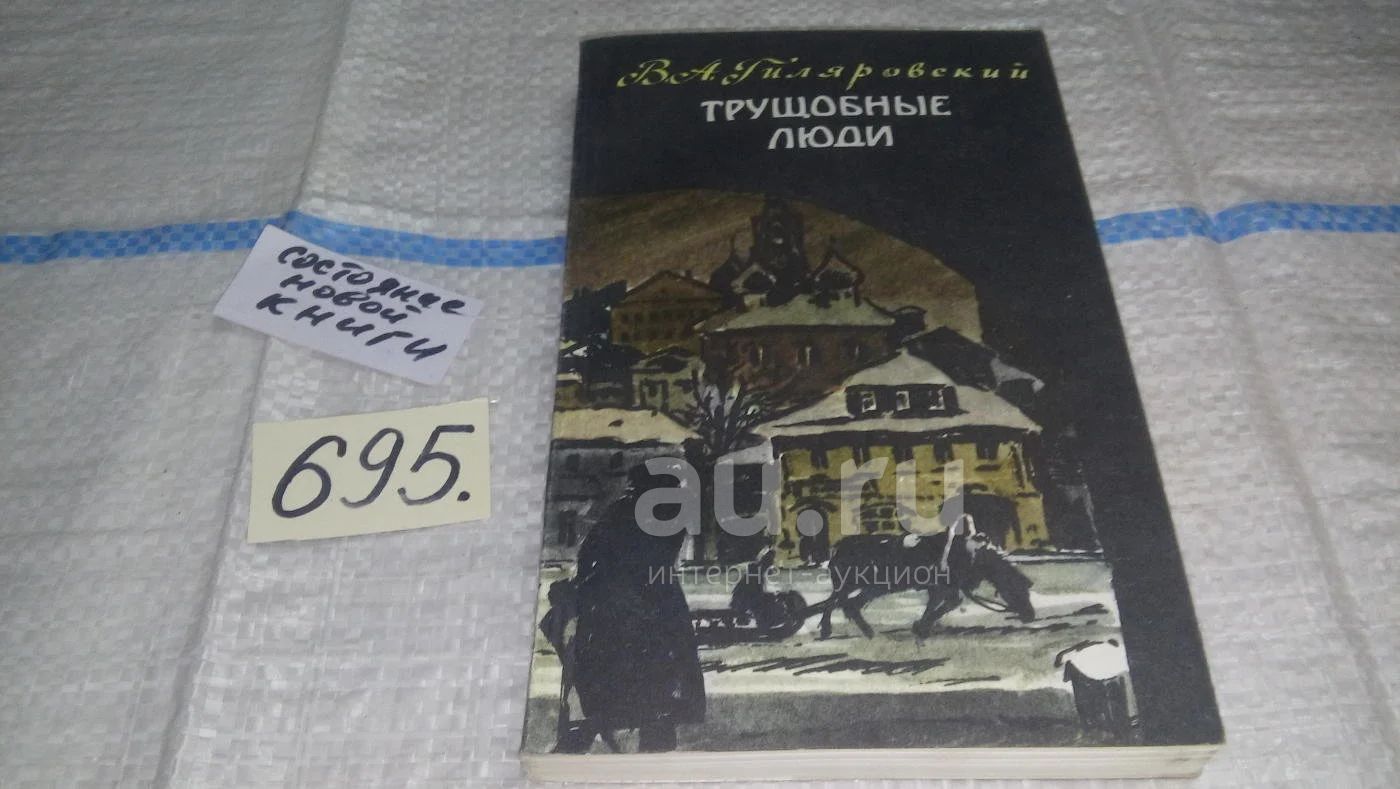 В.А. Гиляровский
ТРУЩОБНЫЕ
ЛЮДИ
состояние
новой
книги
695.
au.ru
интернет-аукцион